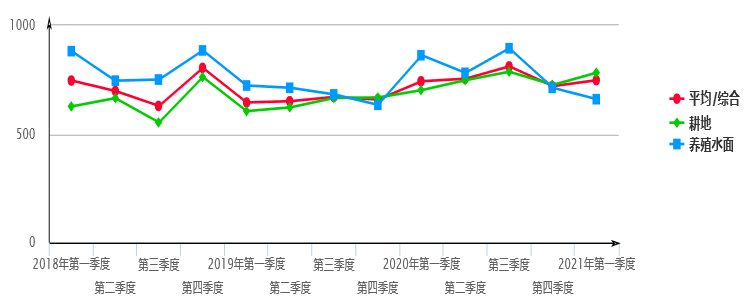 1000
500
0
2018年第一季度
第二季度
第三季度
第四季度
2019年第一季度
第二季度
第三季度
第四季度
2020年第一季度
第二季度
第三季度
第四季度
2021年第一季度
平均/综合
耕地
养殖水面